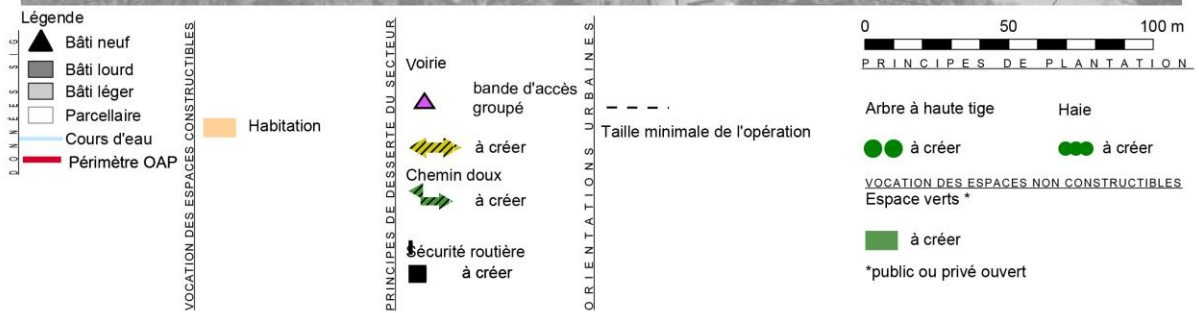 Légende
DONNEES SIG
Bâti neuf
Bâti lourd
Bâti léger
Parcellaire
Cours d'eau
Périmètre OAP
VOCATION DES ESPACES CONSTRUCTIBLES
Habitation
PRINCIPES DE DESSERTE DU SECTEUR
Voirie
bande d'accès
groupé
à créer
Chemin doux
à créer
Sécurité routière
à créer
ORIENTATIONS URBAINES
Taille minimale de l'opération
0 50 100 m
PRINCIPES DE PLANTATION
Arbre à haute tige
à créer
Haie
à créer
VOCATION DES ESPACES NON CONSTRUCTIBLES
Espace verts *
à créer
*public ou privé ouvert